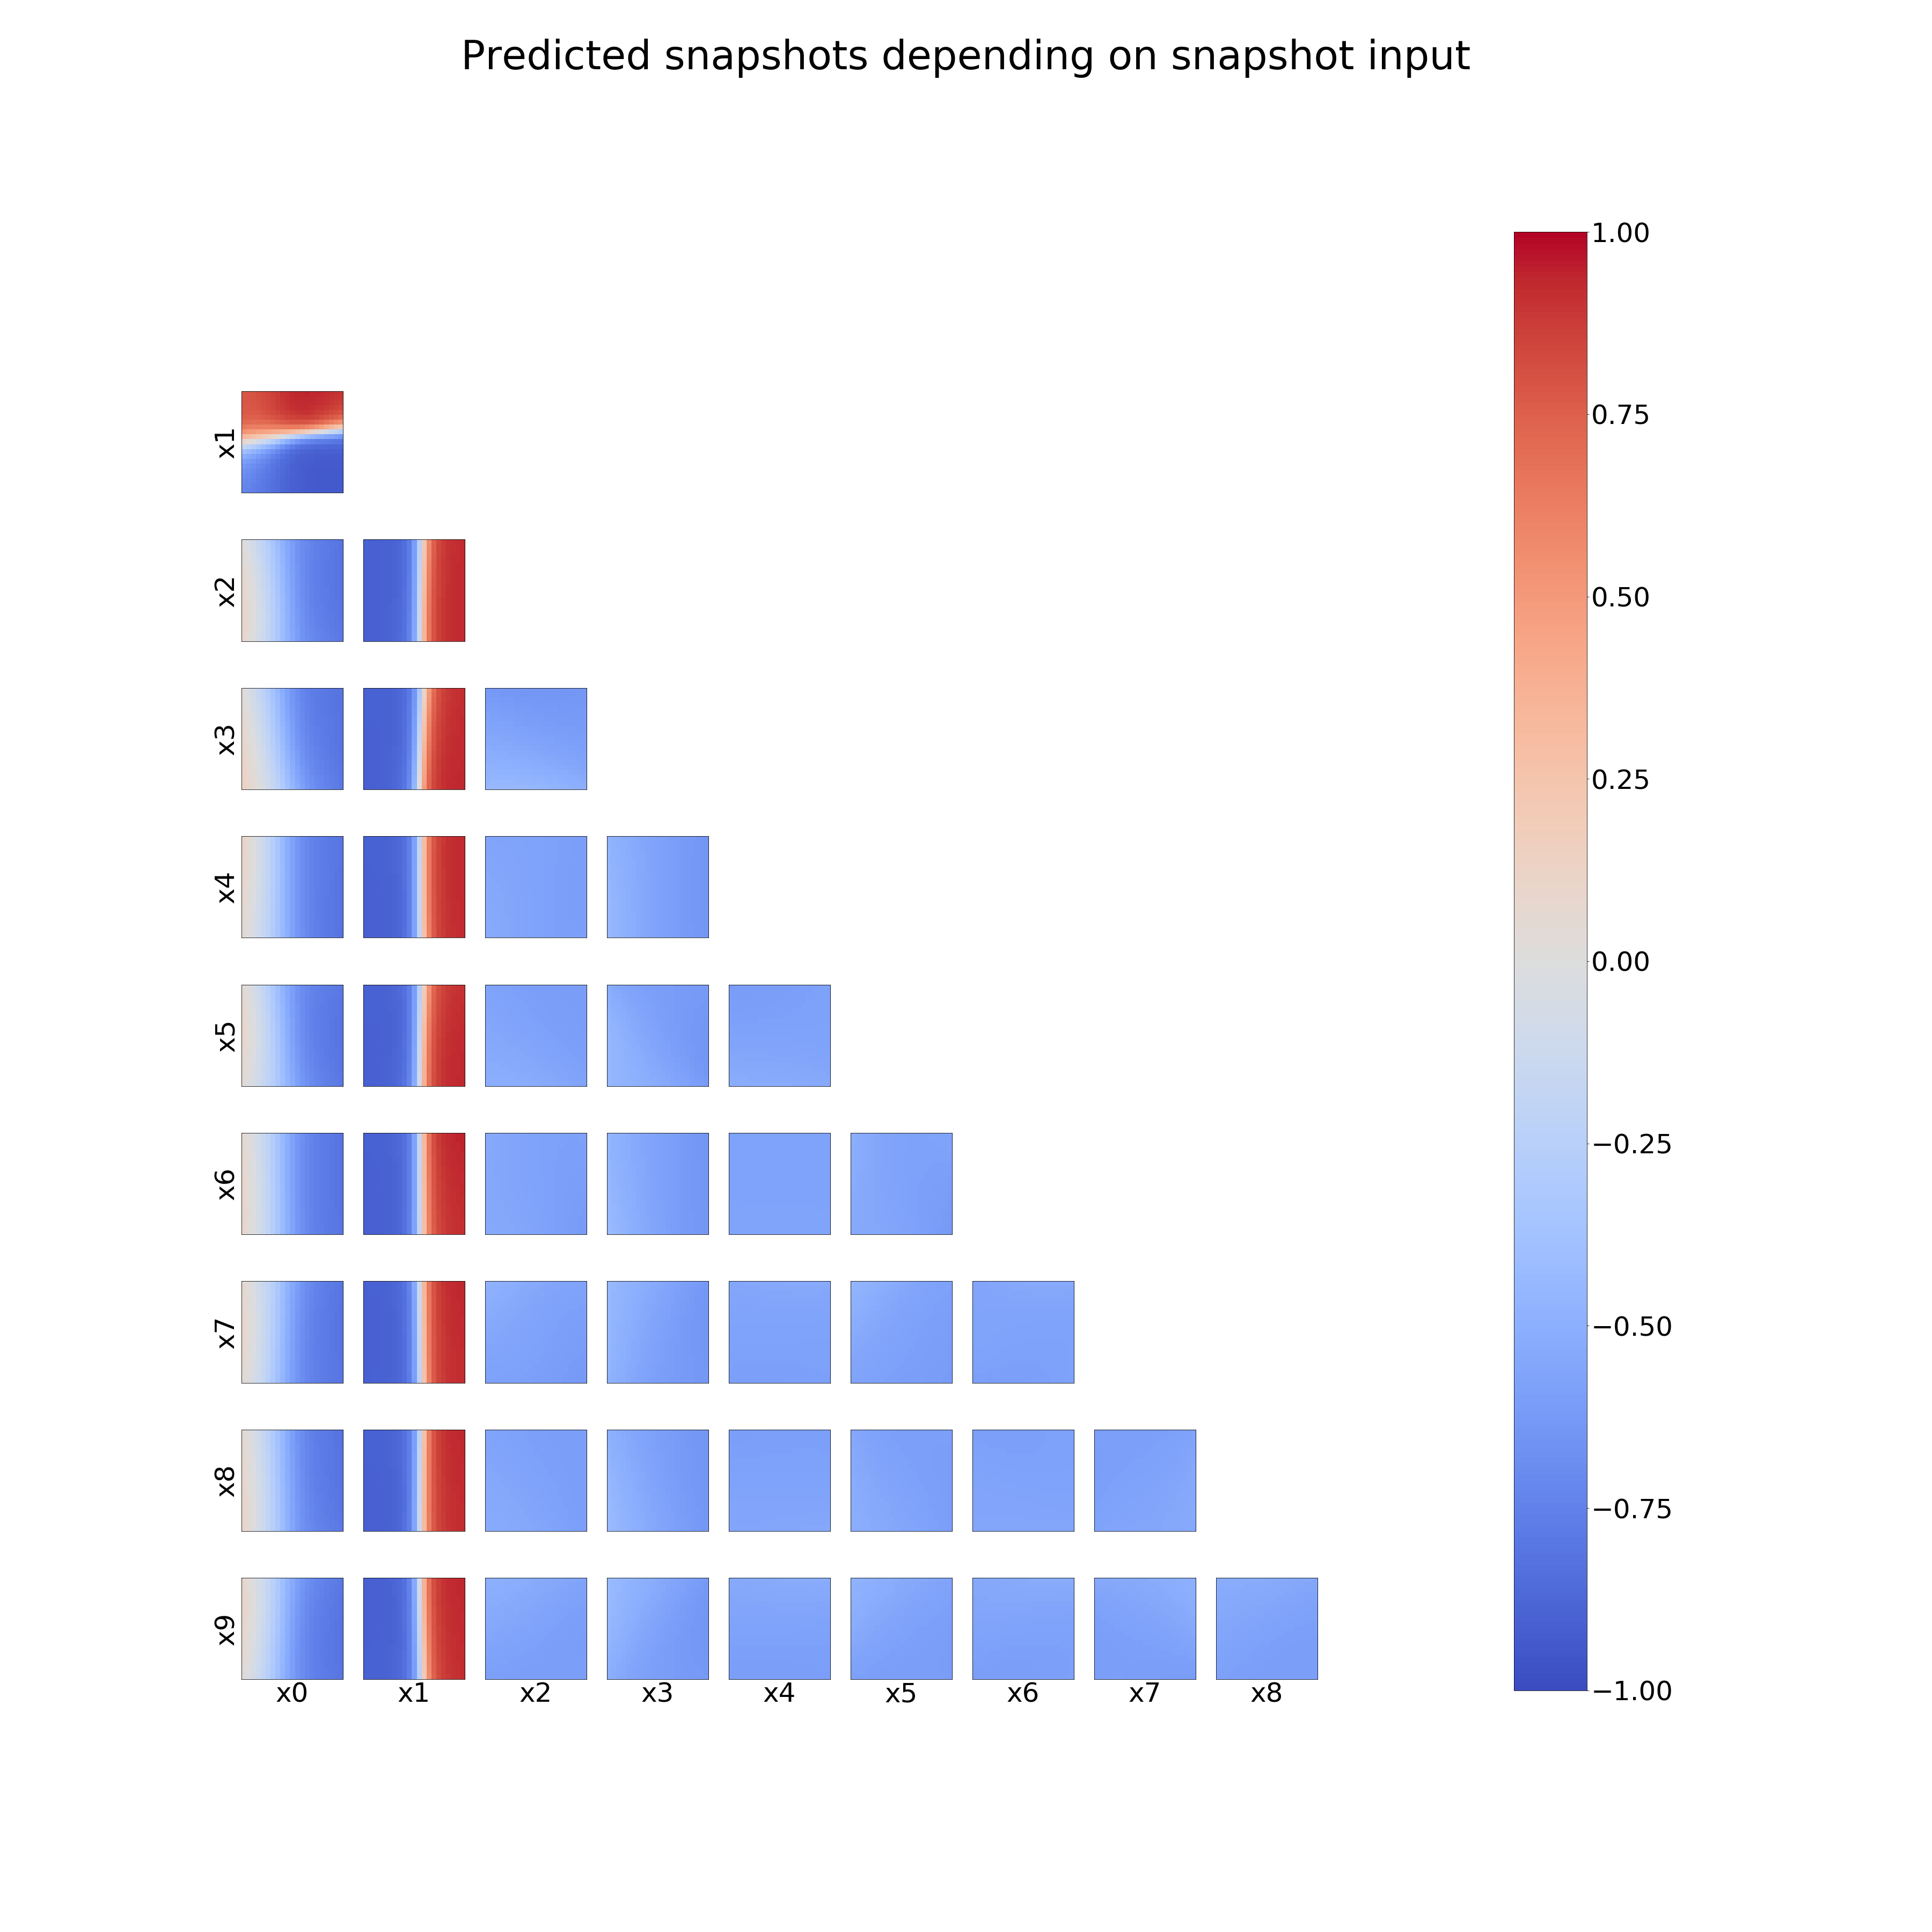 Predicted snapshots depending on snapshot input
x1
x2
x3
x4
x5
x6
x7
x8
x9
x0 x1 x2 x3 x4 x5 x6 x7 x8
1.00
0.75
0.50
0.25
0.00
−0.25
−0.50
−0.75
−1.00